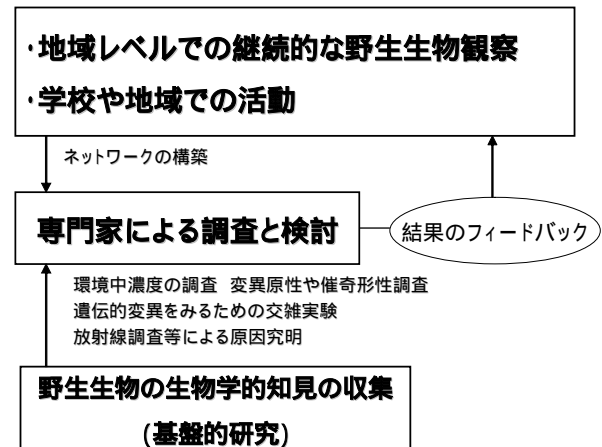 ・地域レベルでの継続的な野生生物観察
・学校や地域での活動
ネットワークの構築
専門家による調査と検討
結果のフィードバック
環境中濃度の調査 変異原性や催奇形性調査
遺伝的変異をみるための交雑実験
放射線調査等による原因究明
野生生物の生物学的知見の収集
(基盤的研究)